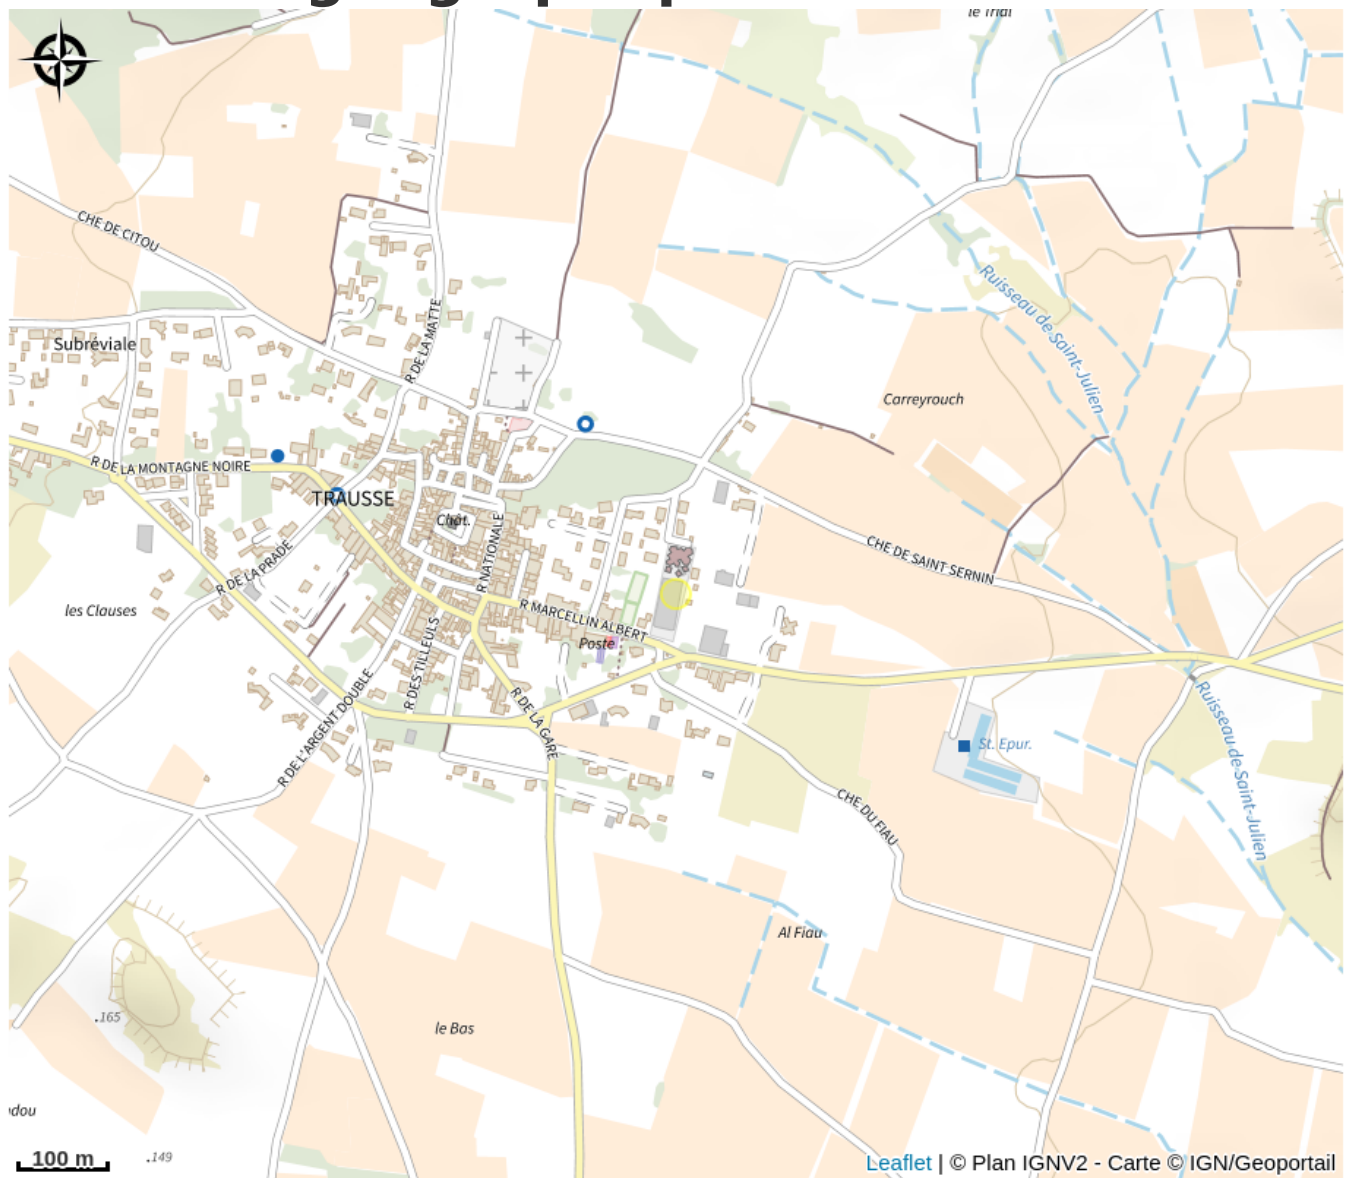 le Trial
CHE DE CITOU
Ruisseau de Saint-Julien
R DE LA MATTE
Subréviale
Carreyrouch
R DE LA MONTAGNE NOIRE
TRAUSSE
Chât.
R NATIONALE
CHE DE SAINT SERNIN
R DE LA PRADE
les Clauses
R MARCELLIN ALBERT
Poste
R DES TILLEULS
R DE L'ARGENT DOUBLE
R DE LA GARE
St. Epur.
Ruisseau de Saint-Julien
CHE DU FIAU
Al Fiau
165
le Bas
100 m
149
Leaflet | © Plan IGNV2 - Carte © IGN/Geoportail